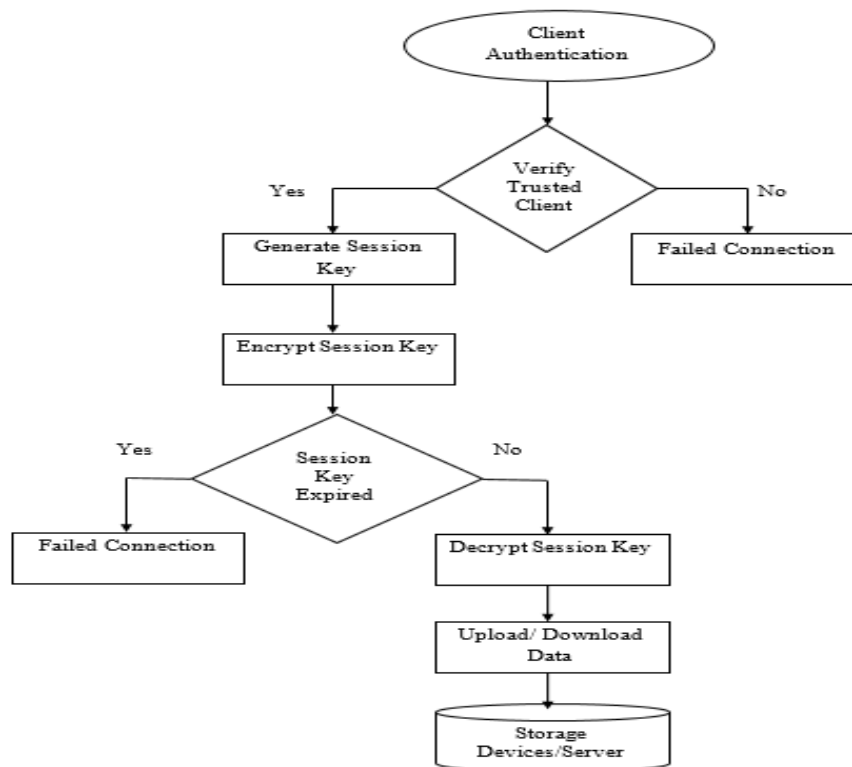 Client
Authentication
Verify
Trusted
Client
Yes
No
Generate Session
Key
Failed Connection
Encrypt Session Key
Yes
No
Session
Key
Expired
Failed Connection
Decrypt Session Key
Upload/ Download
Data
Storage
Devices/Server